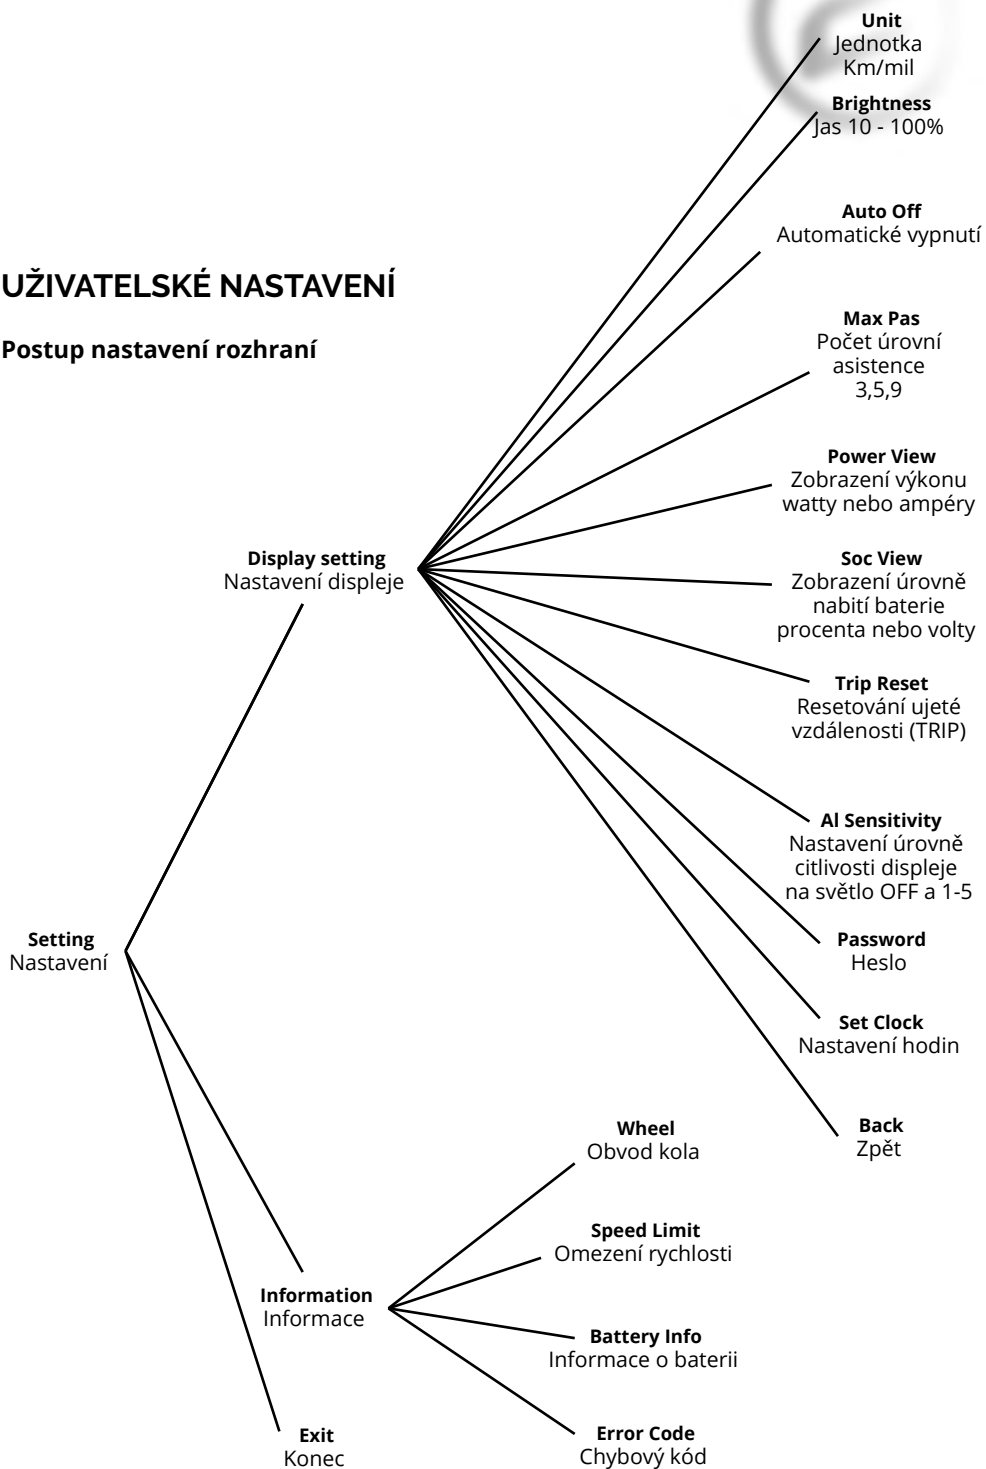 Unit
Jednotka
Km/mil
Brightness
Jas 10 - 100%
Auto Off
Automatické vypnutí
UŽIVATELSKÉ NASTAVENÍ
Postup nastavení rozhraní
Max Pas
Počet úrovní
asistence
3,5,9
Power View
Zobrazení výkonu
watty nebo ampéry
Display setting
Nastavení displeje
Soc View
Zobrazení úrovně
nabití baterie
procenta nebo volty
Trip Reset
Resetování ujeté
vzdálenosti (TRIP)
Al Sensitivity
Nastavení úrovně
citlivosti displeje
na světlo OFF a 1-5
Setting
Nastavení
Password
Heslo
Set Clock
Nastavení hodin
Back
Zpět
Wheel
Obvod kola
Speed Limit
Omezení rychlosti
Information
Informace
Battery Info
Informace o baterii
Error Code
Chybový kód
Exit
Konec